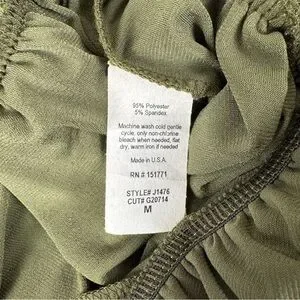 95% Polyester
5% Spandex
Machine wash cold gentle
cycle, only non-chlorine
bleach when needed, flat
dry, warm iron if needed
Made in U.S.A.
RN # 151771
STYLE# J1476
CUT# G20714
M